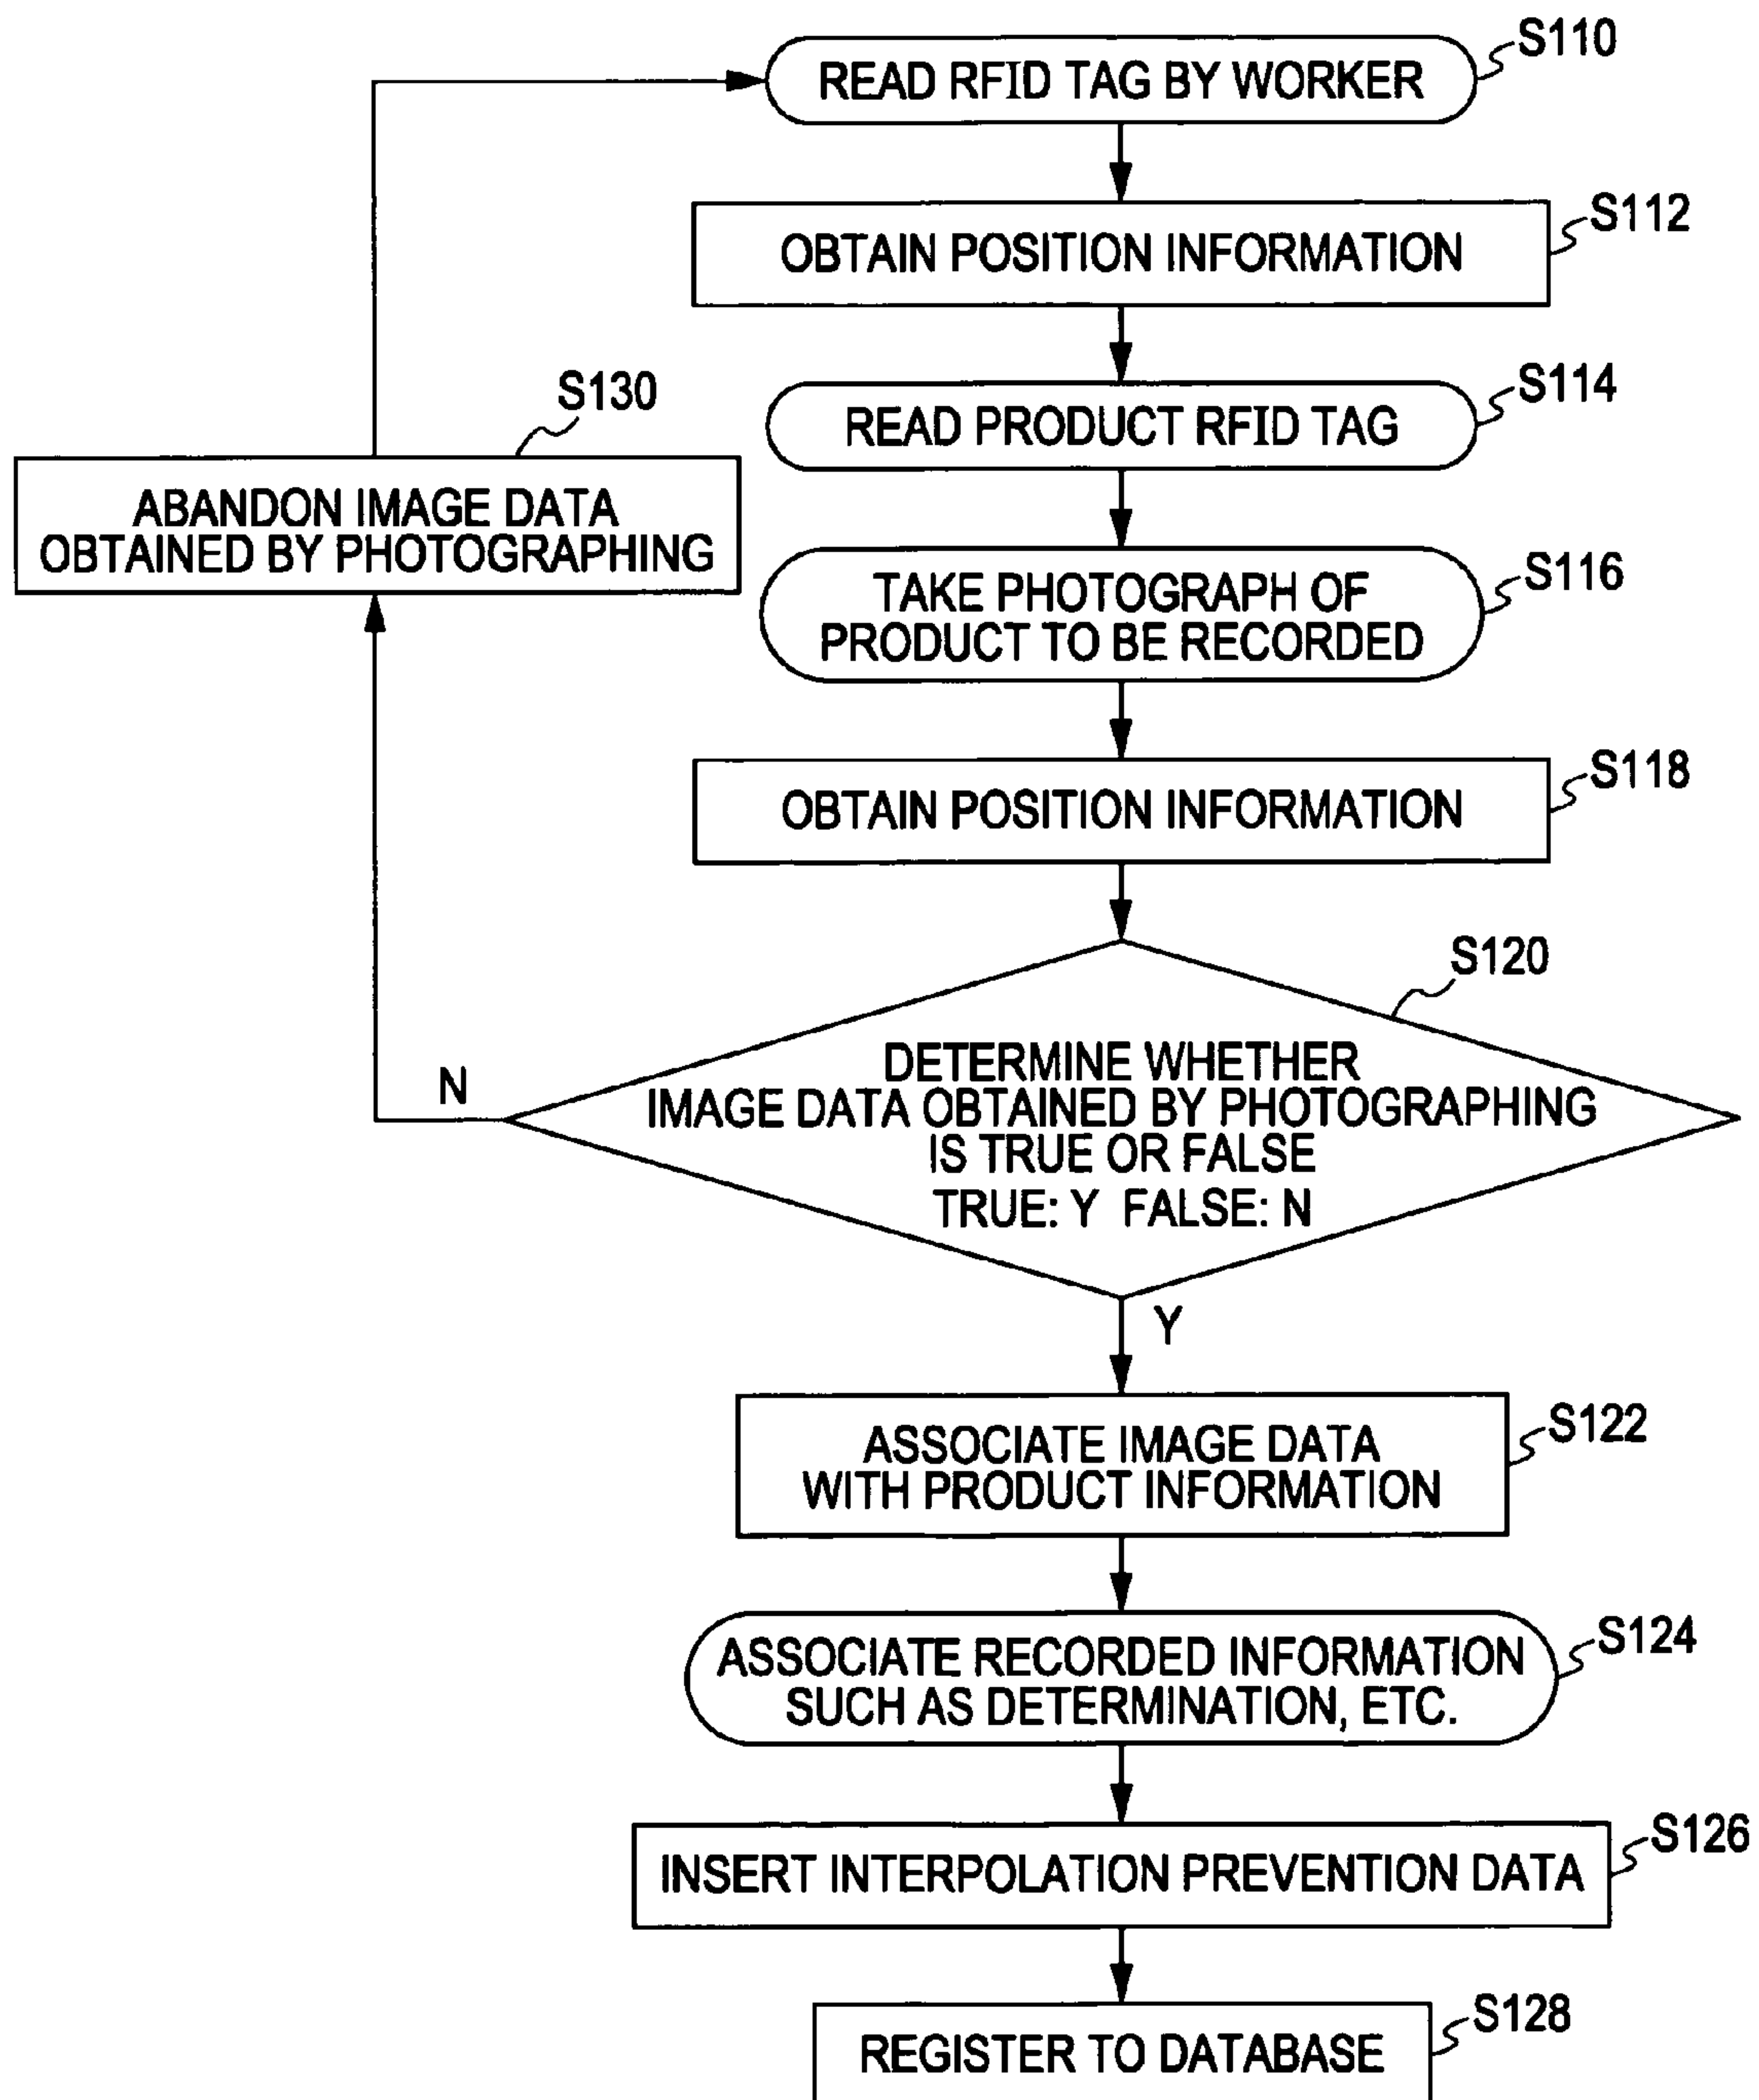 S110
READ RFID TAG BY WORKER
S112
OBTAIN POSITION INFORMATION
S114
READ PRODUCT RFID TAG
S130
ABANDON IMAGE DATA
OBTAINED BY PHOTOGRAPHING
S116
TAKE PHOTOGRAPH OF
PRODUCT TO BE RECORDED
S118
OBTAIN POSITION INFORMATION
S120
DETERMINE WHETHER
IMAGE DATA OBTAINED BY PHOTOGRAPHING
IS TRUE OR FALSE
TRUE: Y FALSE: N
N
Y
S122
ASSOCIATE IMAGE DATA
WITH PRODUCT INFORMATION
S124
ASSOCIATE RECORDED INFORMATION
SUCH AS DETERMINATION, ETC.
S126
INSERT INTERPOLATION PREVENTION DATA
S128
REGISTER TO DATABASE